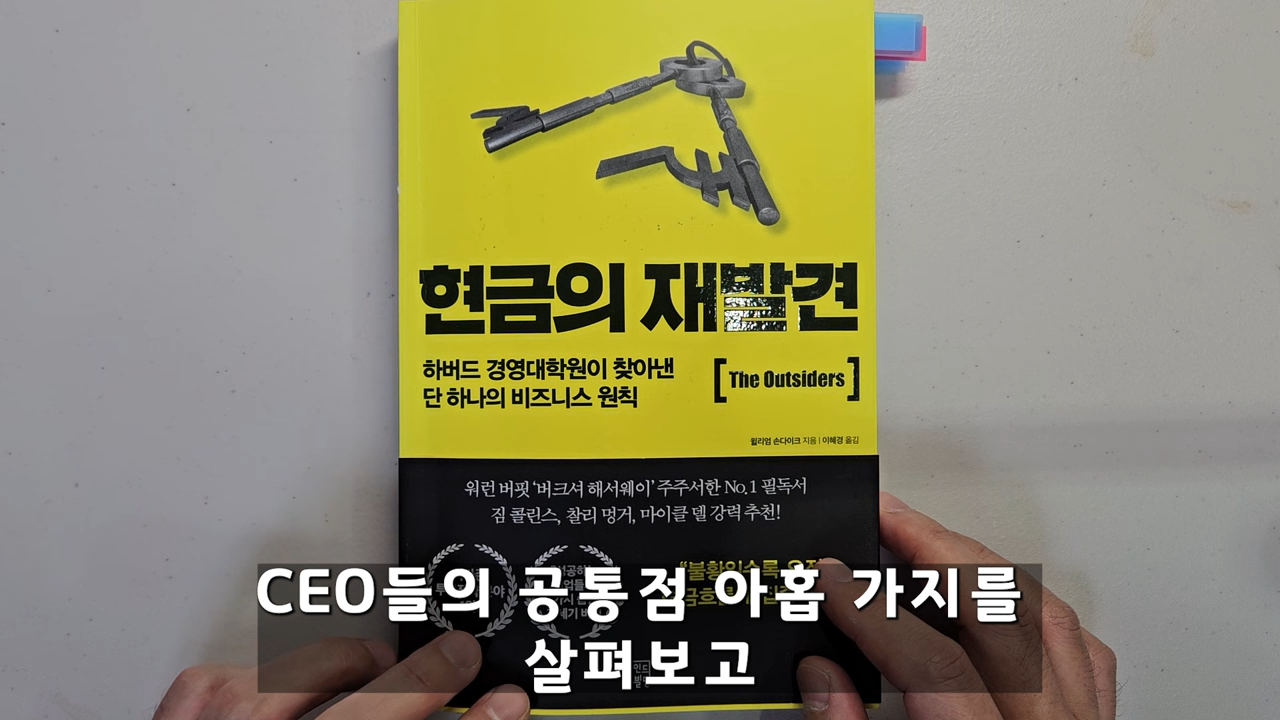 현금의 재발견
하버드 경영대학원이 찾아낸
단 하나의 비즈니스 원칙
[The Outsiders]
윌리엄 손다이크 지음 | 이혜경 옮김
워런 버핏 '버크셔 해서웨이' 주주서한 No.1 필독서
짐 콜린스, 찰리 멍거, 마이클 델 강력 추천!
CEO들의 공통점 아홉 가지를
살펴보고